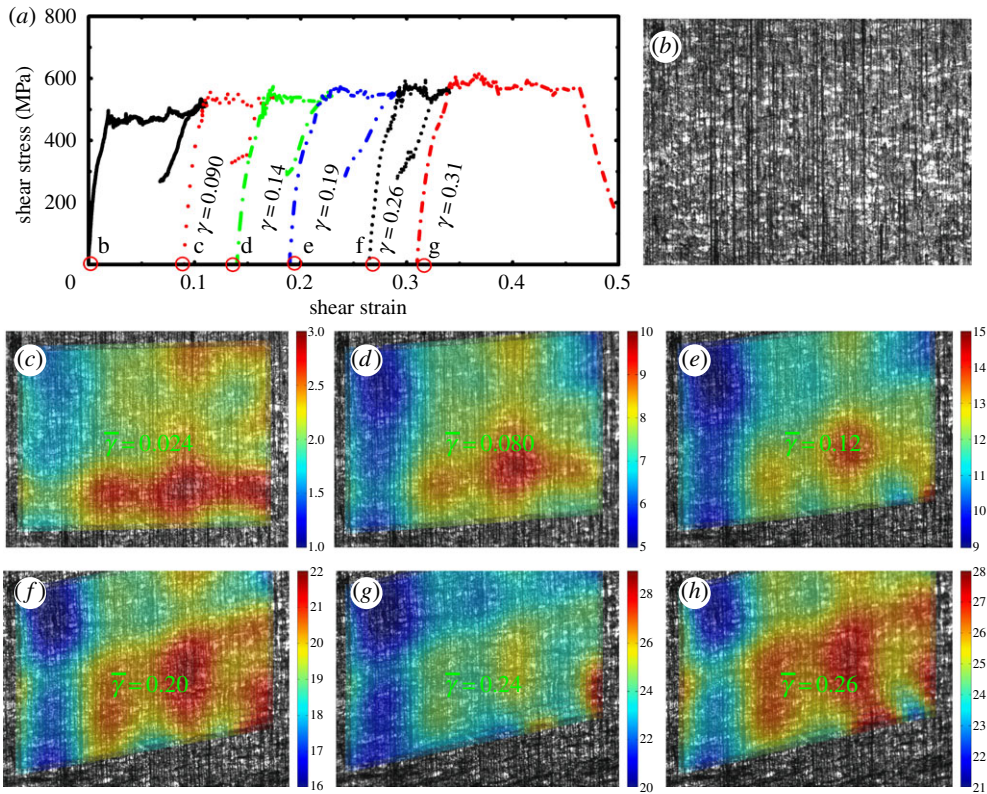 (a)
800
600
400
200
0
0.1
0.2
0.3
0.4
0.5
shear stress (MPa)
shear strain
b
c
d
e
f
g
γ = 0.090
γ = 0.14
γ = 0.19
γ = 0.26
γ = 0.31
(b)
(c)
γ̅ = 0.024
3.0
2.5
2.0
1.5
1.0
(d)
γ̅ = 0.080
10
9
8
7
6
5
(e)
γ̅ = 0.12
15
14
13
12
11
10
9
(f)
γ̅ = 0.20
22
21
20
19
18
17
16
(g)
γ̅ = 0.24
28
26
24
22
20
(h)
γ̅ = 0.26
28
27
26
25
24
23
22
21